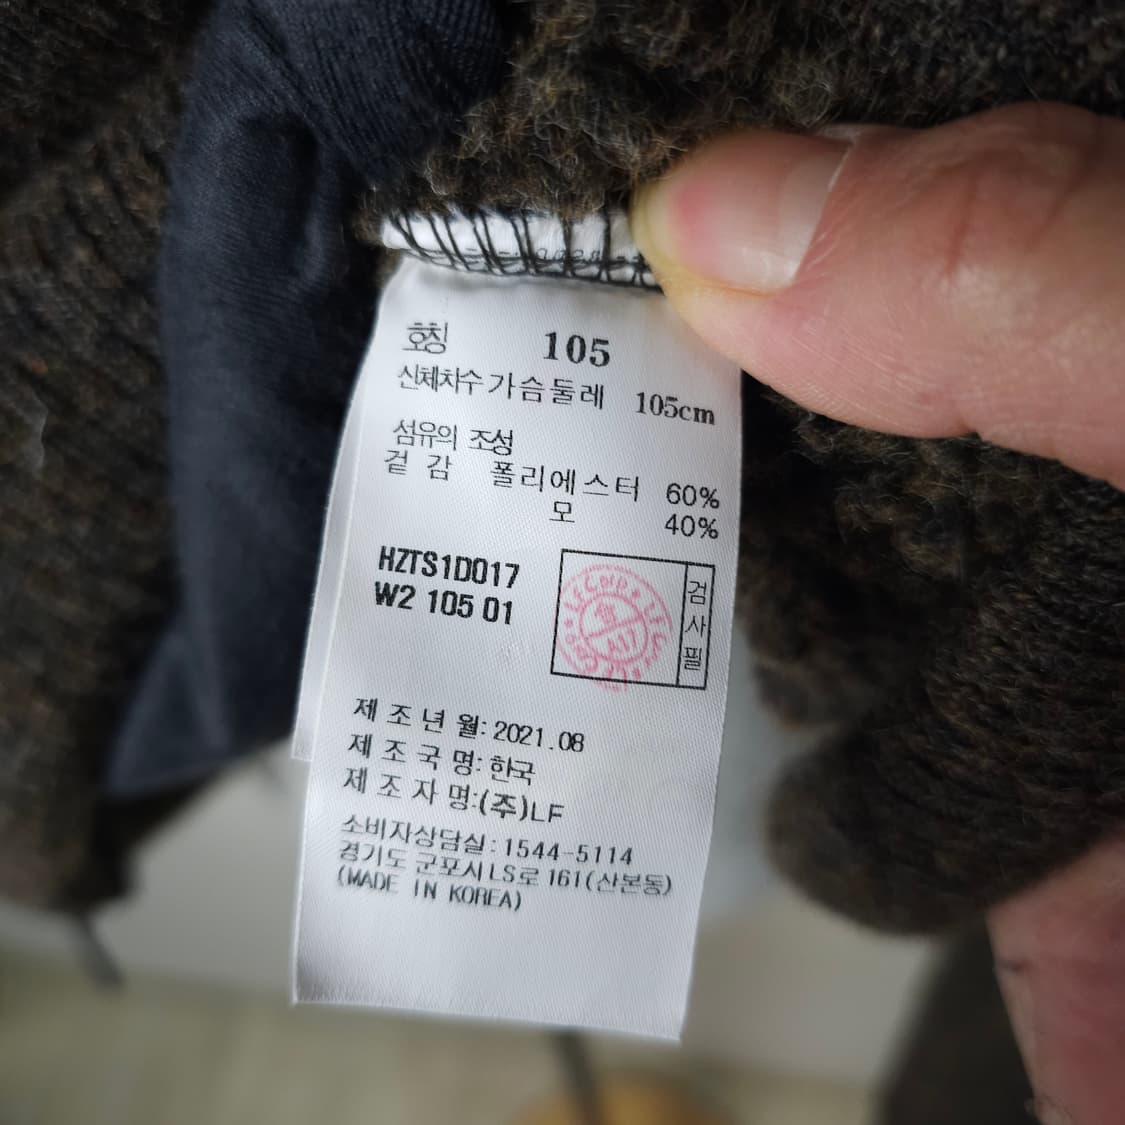 호칭 105
신체치수 가슴둘레 105cm
섬유의 조성
겉 감 폴리에스터 60%
모 40%
HZTS1D017
W2 105 01
검사필
제 조 년 월: 2021.08
제 조 국 명: 한국
제 조 자 명:(주)LF
소비자상담실:1544-5114
경기도 군포시 LS로 161(산본동)
(MADE IN KOREA)